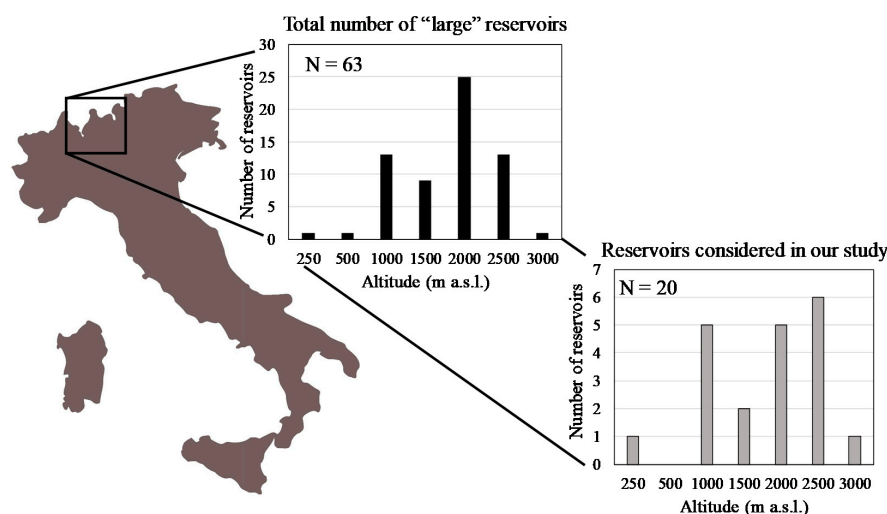 Total number of “large” reservoirs
30
25
20
15
10
5
0
Number of reservoirs
N = 63
250 500 1000 1500 2000 2500 3000
Altitude (m a.s.l.)
Reservoirs considered in our study
7
6
5
4
3
2
1
0
Number of reservoirs
N = 20
250 500 1000 1500 2000 2500 3000
Altitude (m a.s.l.)